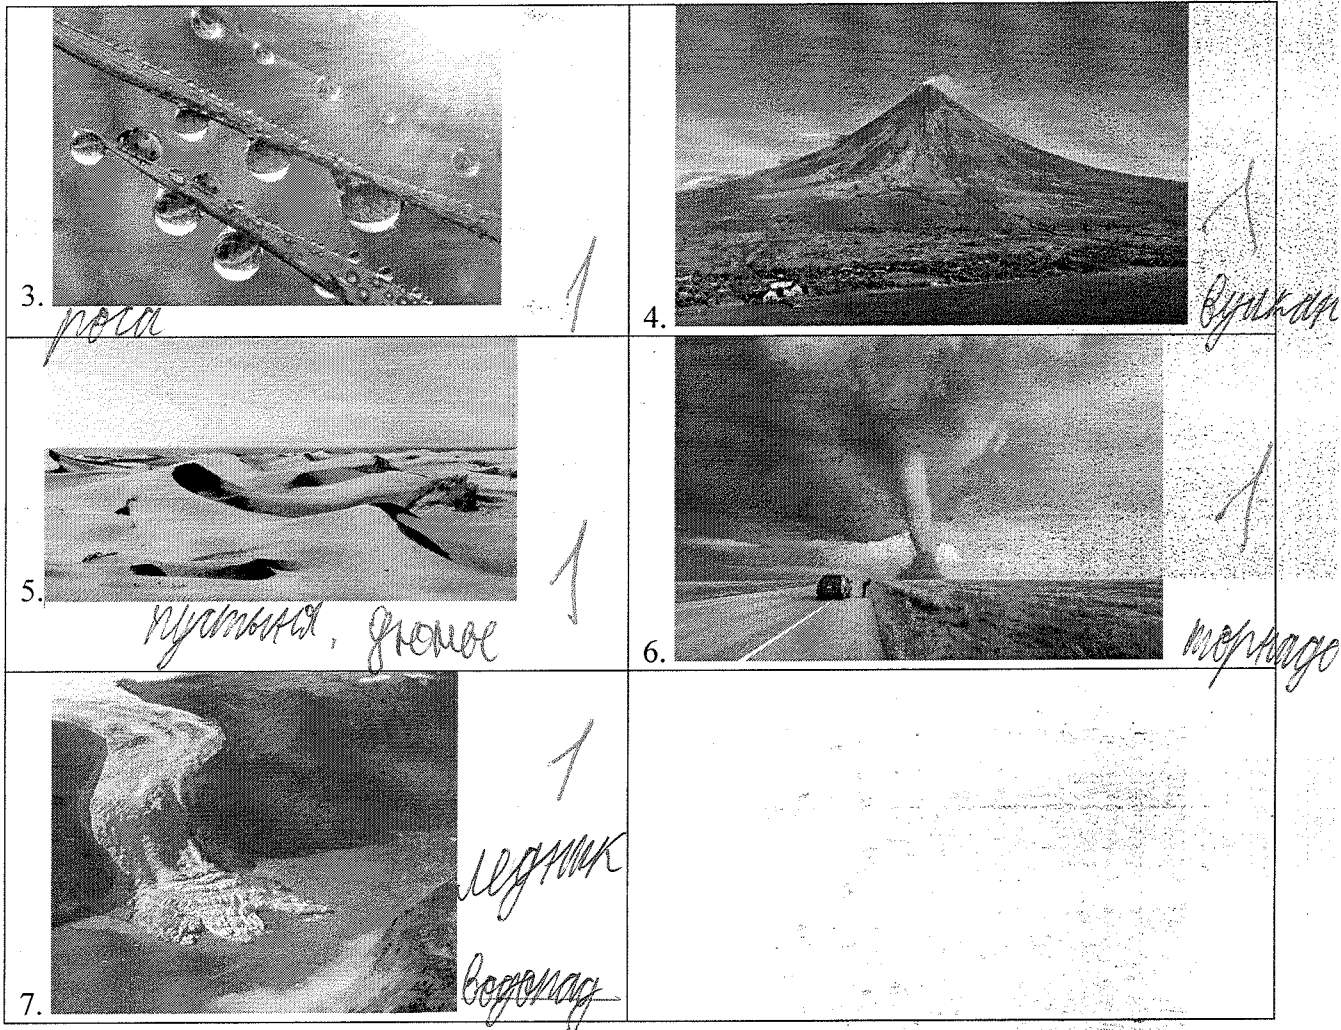 3.
роса
1
4.
1
вулкан
5.
пустыня, дюны
1
6.
1
торнадо
7.
1
ледник
водопад